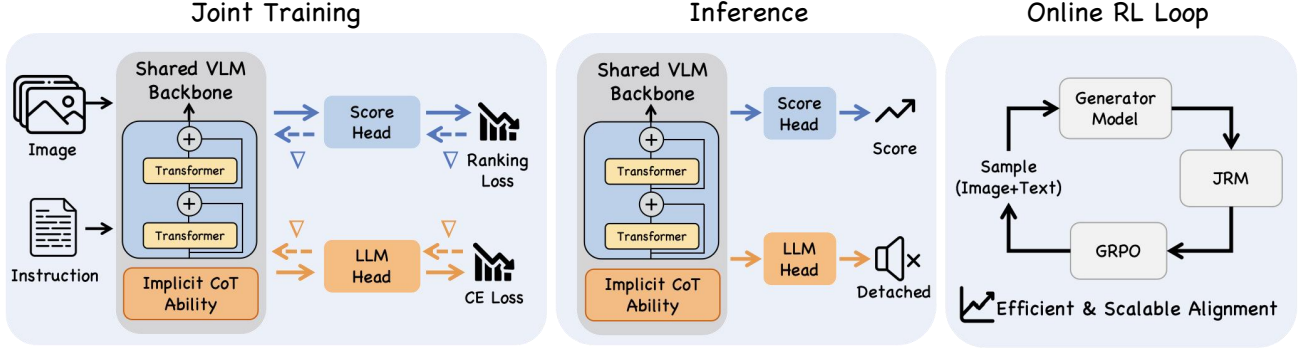 Joint Training
Image
Instruction
Shared VLM
Backbone
Transformer
Transformer
Implicit CoT
Ability
Score
Head
∇
∇
Ranking
Loss
∇
∇
LLM
Head
CE Loss
Inference
Shared VLM
Backbone
Transformer
Transformer
Implicit CoT
Ability
Score
Head
Score
LLM
Head
Detached
Online RL Loop
Generator
Model
JRM
GRPO
Sample
(Image+Text)
Efficient & Scalable Alignment